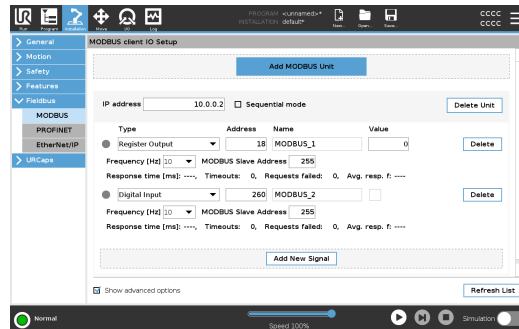 PROGRAM <unnamed>*
INSTALLATION default*
CCCC
CCCC
Run Program Installation Move I/O Log New... Open... Save...
General
Motion
Safety
Features
Fieldbus
MODBUS
PROFINET
EtherNet/IP
URCaps
MODBUS client IO Setup
Add MODBUS Unit
IP address 10.0.0.2 Sequential mode Delete Unit
Type Address Name Value
Register Output 18 MODBUS_1 0 Delete
Frequency [Hz] 10 MODBUS Slave Address 255
Response time [ms]: ----, Timeouts: 0, Requests failed: 0, Avg. resp. f: ----
Digital Input 260 MODBUS_2 Delete
Frequency [Hz] 10 MODBUS Slave Address 255
Response time [ms]: ----, Timeouts: 0, Requests failed: 0, Avg. resp. f: ----
Add New Signal
Show advanced options Refresh List
Normal Speed 100% Simulation